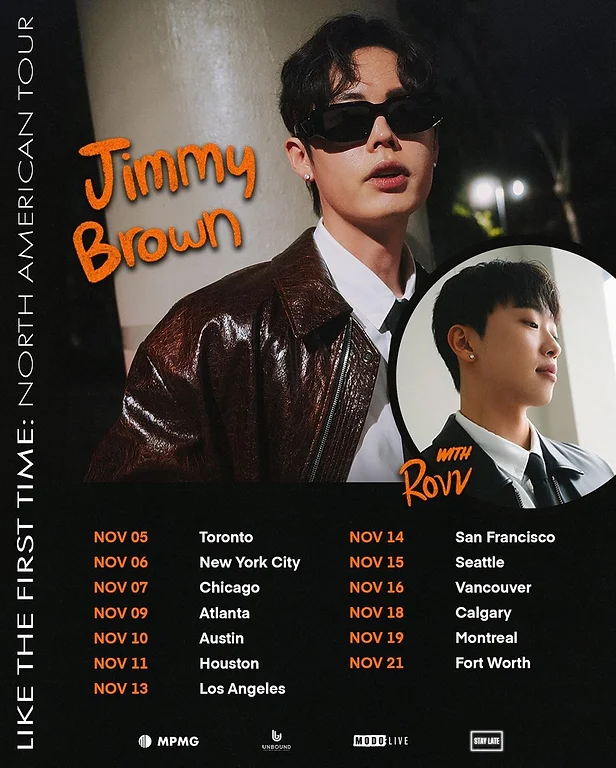 LIKE THE FIRST TIME: NORTH AMERICAN TOUR
Jimmy
Brown
WITH
Rovv
NOV 05 Toronto
NOV 06 New York City
NOV 07 Chicago
NOV 09 Atlanta
NOV 10 Austin
NOV 11 Houston
NOV 13 Los Angeles
NOV 14 San Francisco
NOV 15 Seattle
NOV 16 Vancouver
NOV 18 Calgary
NOV 19 Montreal
NOV 21 Fort Worth
MPMG
UNBOUND
MODO:LIVE
STAY LATE